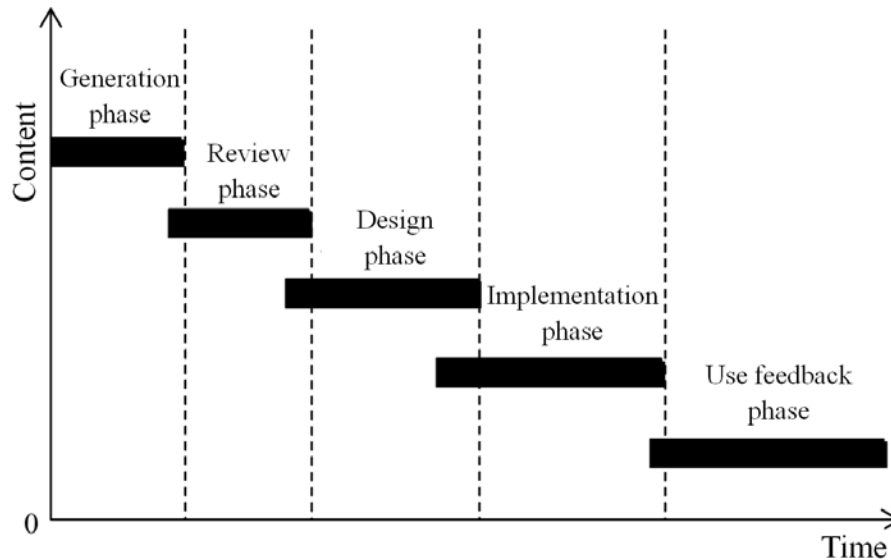 Generation
phase
Review
phase
Design
phase
Implementation
phase
Use feedback
phase
Content
0
Time